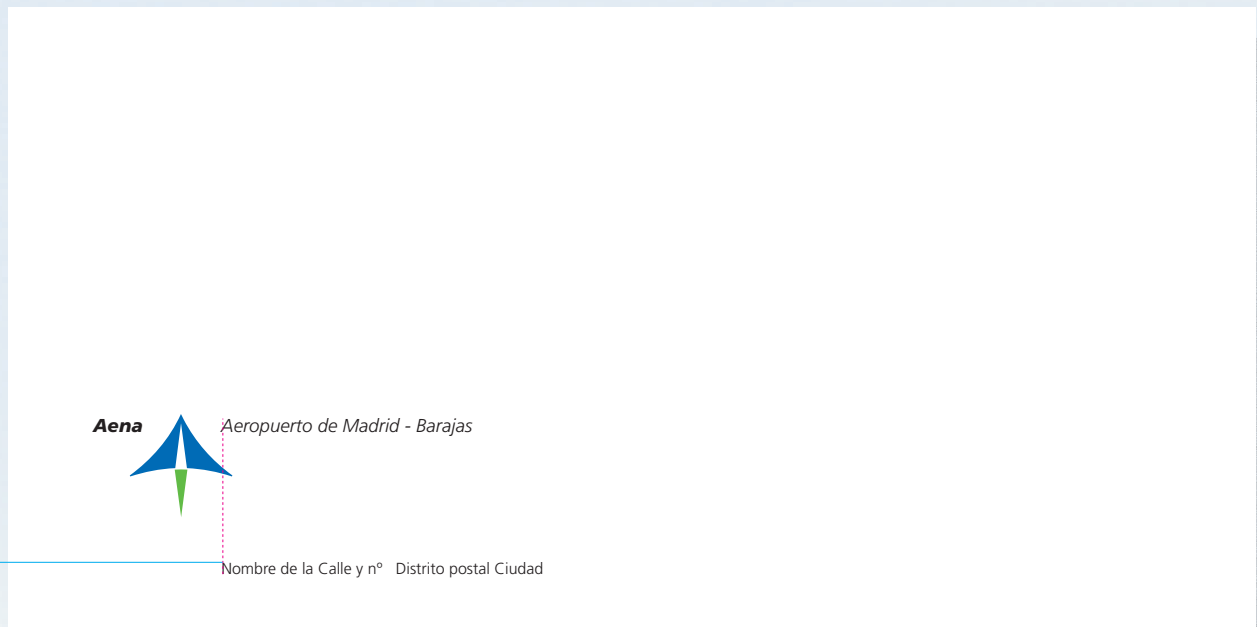 Aena Aeropuerto de Madrid - Barajas
Nombre de la Calle y nº Distrito postal Ciudad